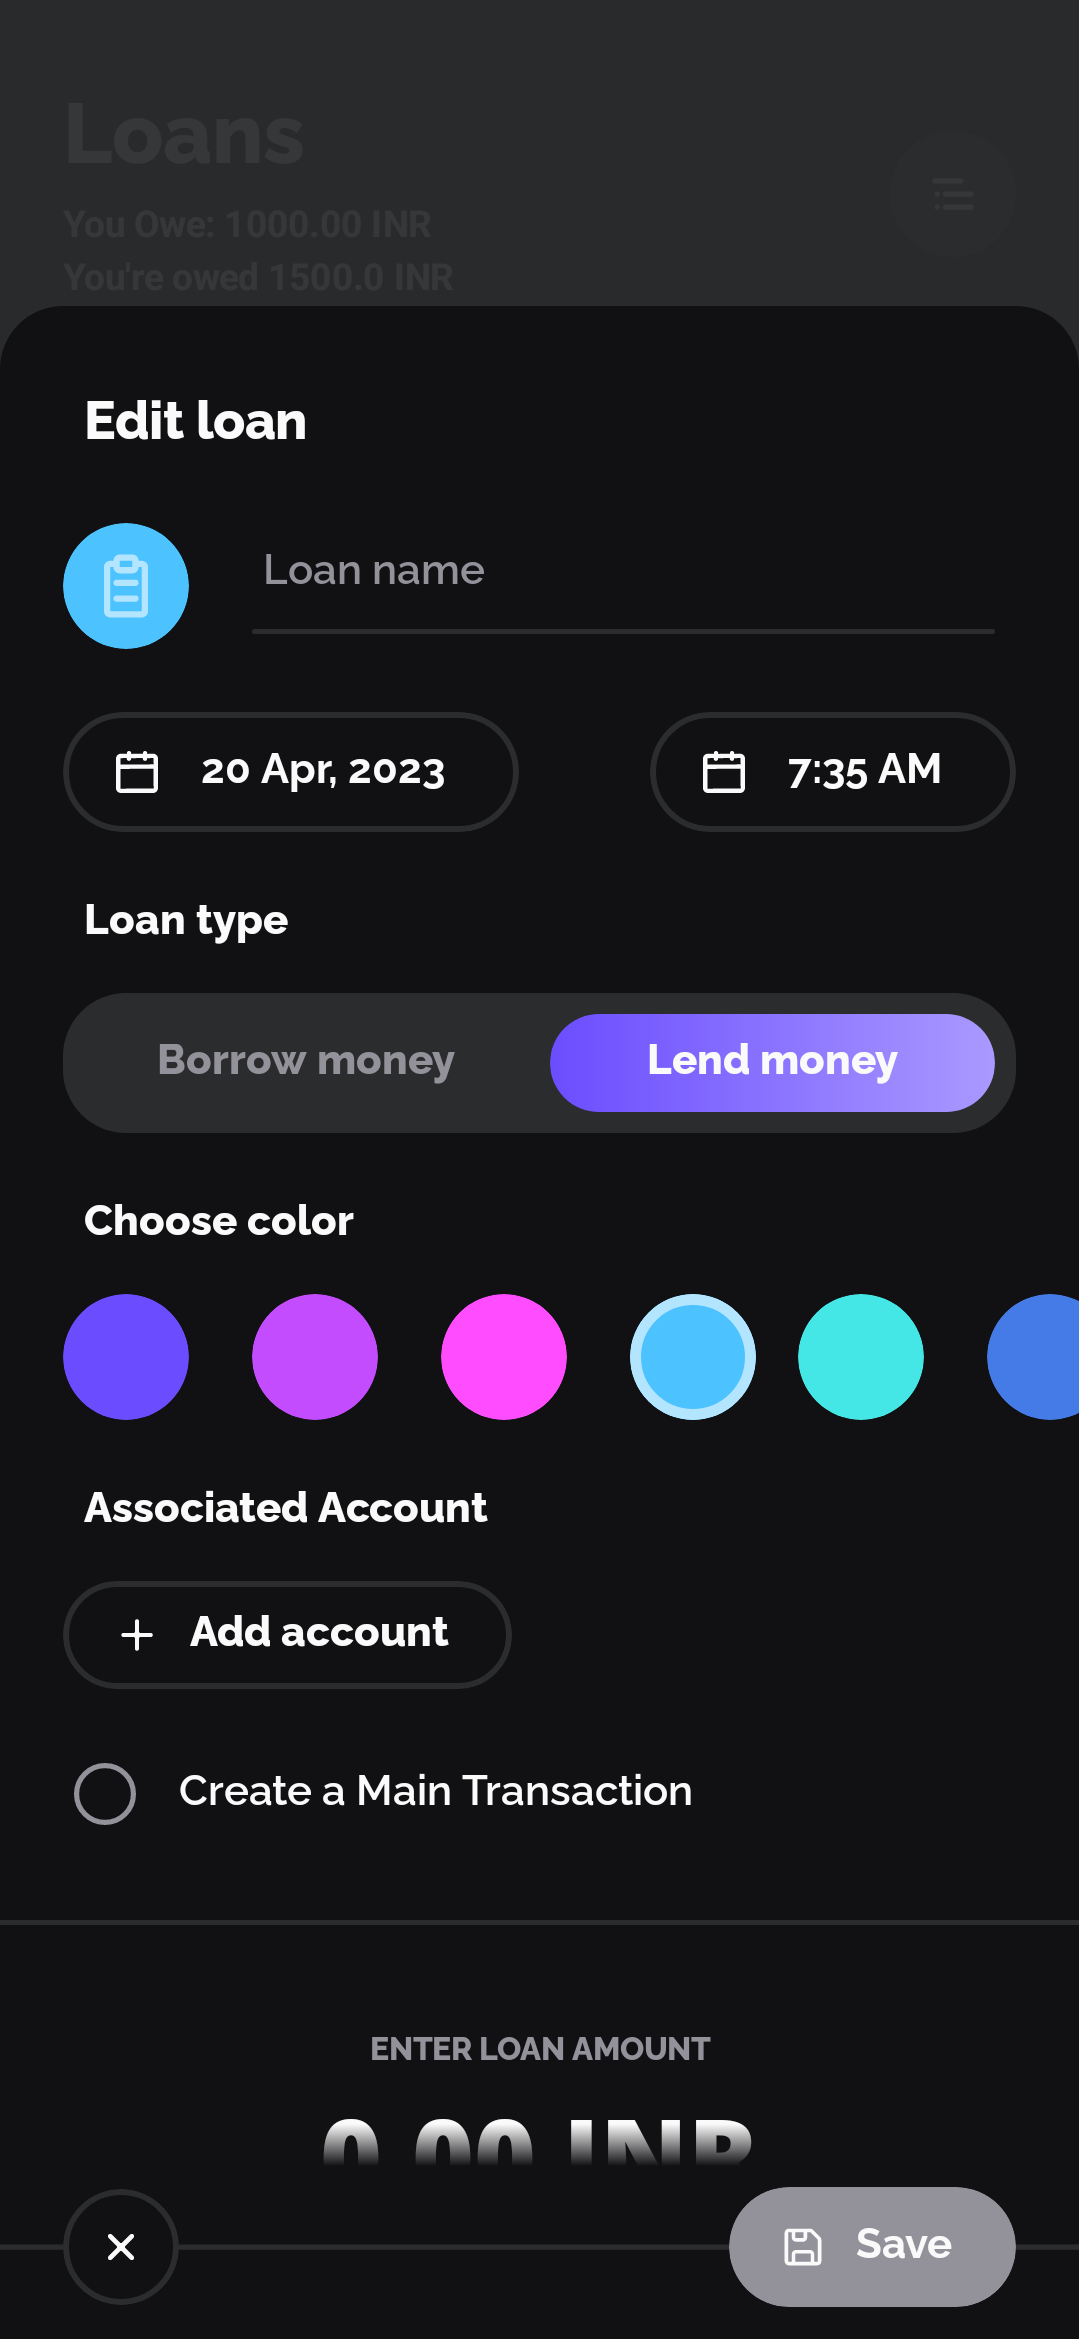 Loans
You Owe: 1000.00 INR
You're owed 1500.0 INR
Edit loan
Loan name
20 Apr, 2023
7:35 AM
Loan type
Borrow money
Lend money
Choose color
Associated Account
Add account
Create a Main Transaction
ENTER LOAN AMOUNT
0.00 INR
Save